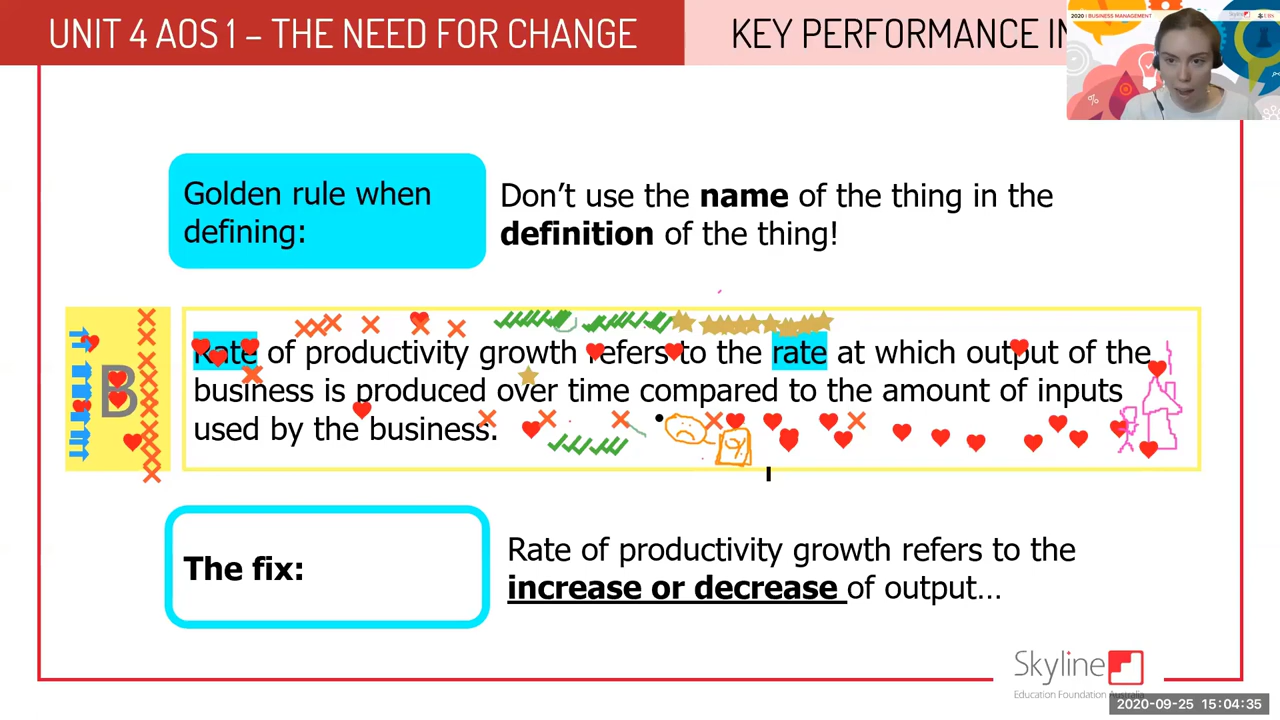 UNIT 4 AOS 1 – THE NEED FOR CHANGE
KEY PERFORMANCE IN
2020 | BUSINESS MANAGEMENT
Golden rule when
defining:
Don't use the name of the thing in the
definition of the thing!
B
Rate of productivity growth refers to the rate at which output of the
business is produced over time compared to the amount of inputs
used by the business.
The fix:
Rate of productivity growth refers to the
increase or decrease of output...
Skyline
Education Foundation Australia
2020-09-25 15:04:35